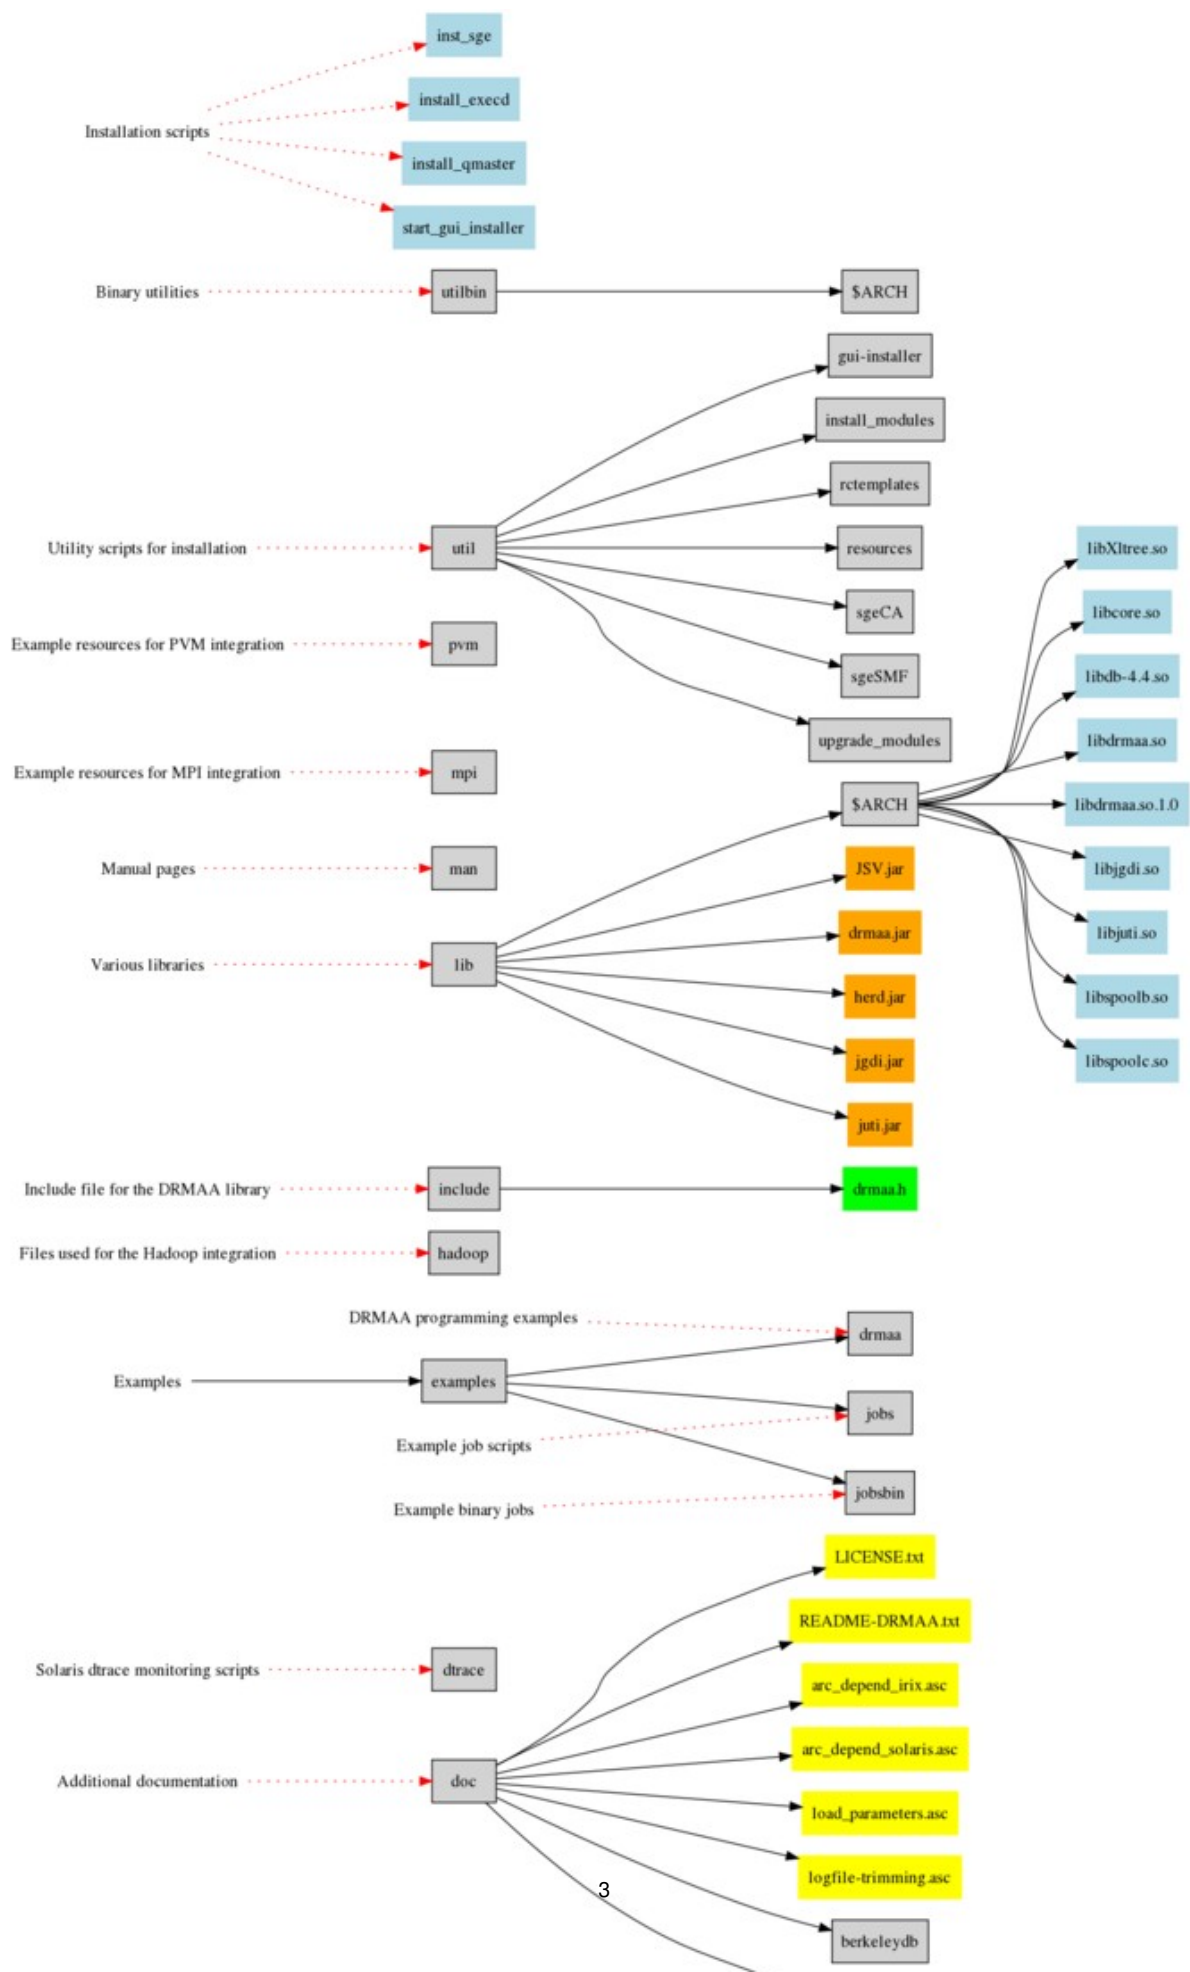 inst_sge
install_execd
Installation scripts
install_qmaster
start_gui_installer
Binary utilities
utilbin
$ARCH
gui-installer
install_modules
rctemplates
Utility scripts for installation
util
resources
libXltree.so
sgeCA
libcore.so
Example resources for PVM integration
pvm
sgeSMF
libdb-4.4.so
upgrade_modules
libdrmaa.so
Example resources for MPI integration
mpi
$ARCH
libdrmaa.so.1.0
Manual pages
man
JSV.jar
libjgdi.so
drmaa.jar
libjuti.so
Various libraries
lib
herd.jar
libspoolb.so
jgdi.jar
libspoolc.so
juti.jar
Include file for the DRMAA library
include
drmaa.h
Files used for the Hadoop integration
hadoop
DRMAA programming examples
drmaa
Examples
examples
jobs
Example job scripts
jobsbin
Example binary jobs
LICENSE.txt
README-DRMAA.txt
Solaris dtrace monitoring scripts
dtrace
arc_depend_irix.asc
arc_depend_solaris.asc
Additional documentation
doc
load_parameters.asc
logfile-trimming.asc
3
berkeleydb